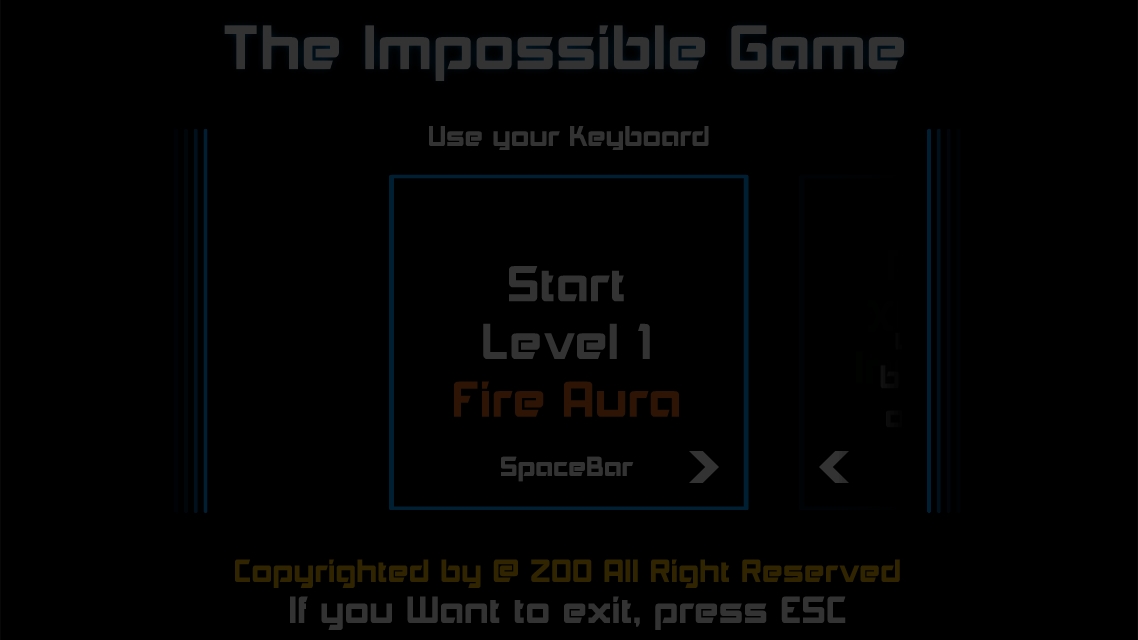 The Impossible Game
Use your Keyboard
Start
Level 1
Fire Aura
SpaceBar
Copyrighted by @ ZOO All Right Reserved
If you Want to exit, press ESC